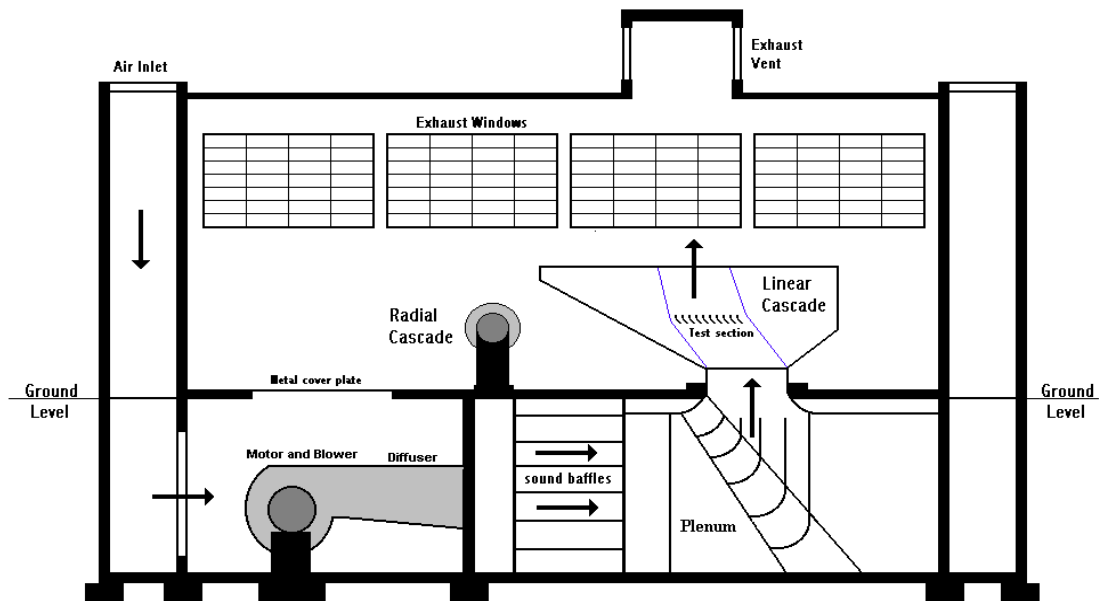 Exhaust
Vent
Air Inlet
Exhaust Windows
Linear
Cascade
Radial
Cascade
Test section
Metal cover plate
Ground
Level
Ground
Level
Motor and Blower
Diffuser
sound baffles
Plenum